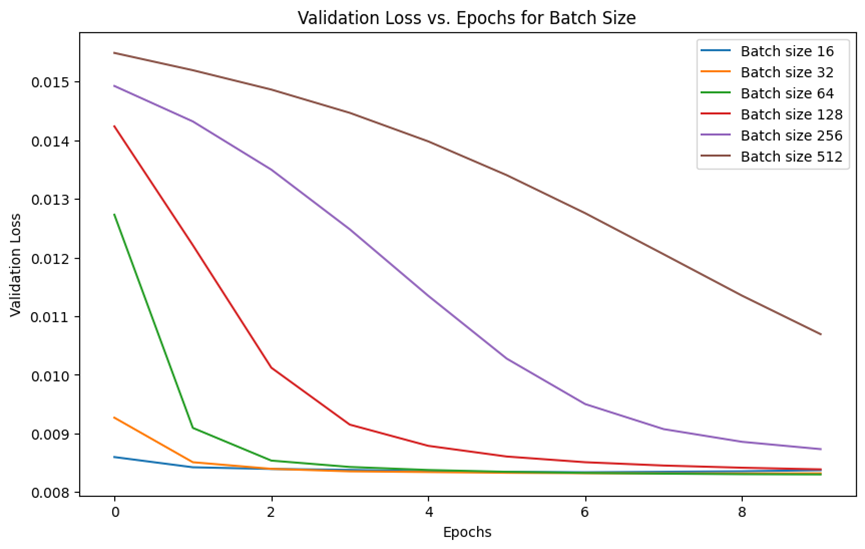 Validation Loss vs. Epochs for Batch Size
Batch size 16
Batch size 32
Batch size 64
Batch size 128
Batch size 256
Batch size 512
0.015
0.014
0.013
0.012
0.011
0.010
0.009
0.008
Validation Loss
0 2 4 6 8
Epochs